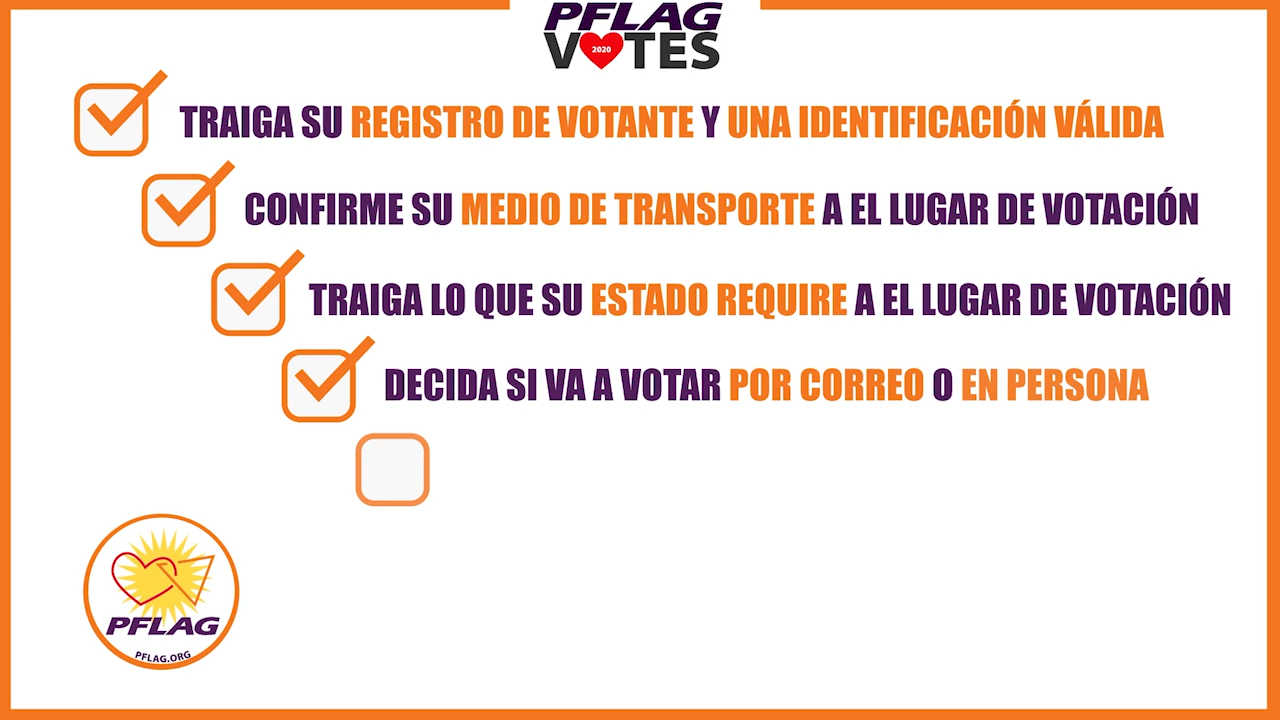 PFLAG
VOTES
2020
TRAIGA SU REGISTRO DE VOTANTE Y UNA IDENTIFICACIÓN VÁLIDA
CONFIRME SU MEDIO DE TRANSPORTE A EL LUGAR DE VOTACIÓN
TRAIGA LO QUE SU ESTADO REQUIRE A EL LUGAR DE VOTACIÓN
DECIDA SI VA A VOTAR POR CORREO O EN PERSONA
PFLAG
PFLAG.ORG